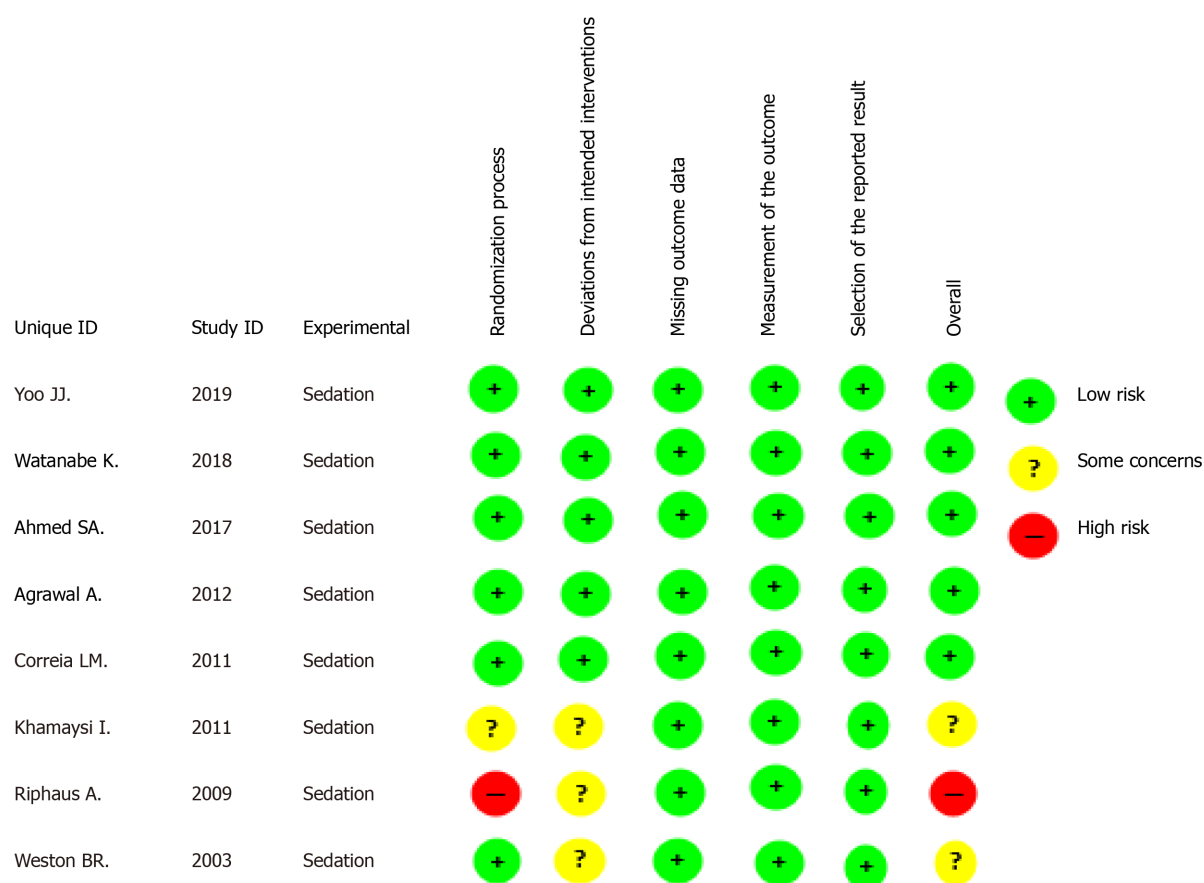 Randomization process
Deviations from intended interventions
Missing outcome data
Measurement of the outcome
Selection of the reported result
Overall
Unique ID Study ID Experimental
Yoo JJ. 2019 Sedation + + + + + +
Watanabe K. 2018 Sedation + + + + + +
Ahmed SA. 2017 Sedation + + + + + +
Agrawal A. 2012 Sedation + + + + + +
Correia LM. 2011 Sedation + + + + + +
Khamaysi I. 2011 Sedation ? ? + + + ?
Riphaus A. 2009 Sedation — ? + + + —
Weston BR. 2003 Sedation + ? + + + ?
+ Low risk
? Some concerns
— High risk